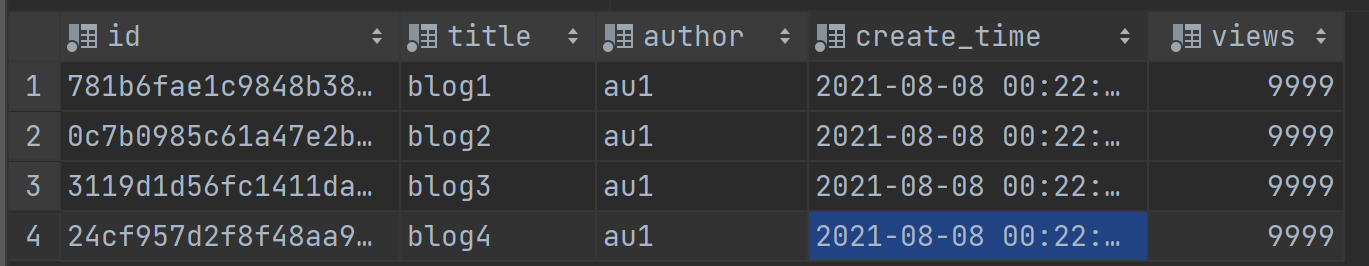 id title author create_time views
1 781b6fae1c9848b38… blog1 au1 2021-08-08 00:22:… 9999
2 0c7b0985c61a47e2b… blog2 au1 2021-08-08 00:22:… 9999
3 3119d1d56fc1411da… blog3 au1 2021-08-08 00:22:… 9999
4 24cf957d2f8f48aa9… blog4 au1 2021-08-08 00:22:… 9999